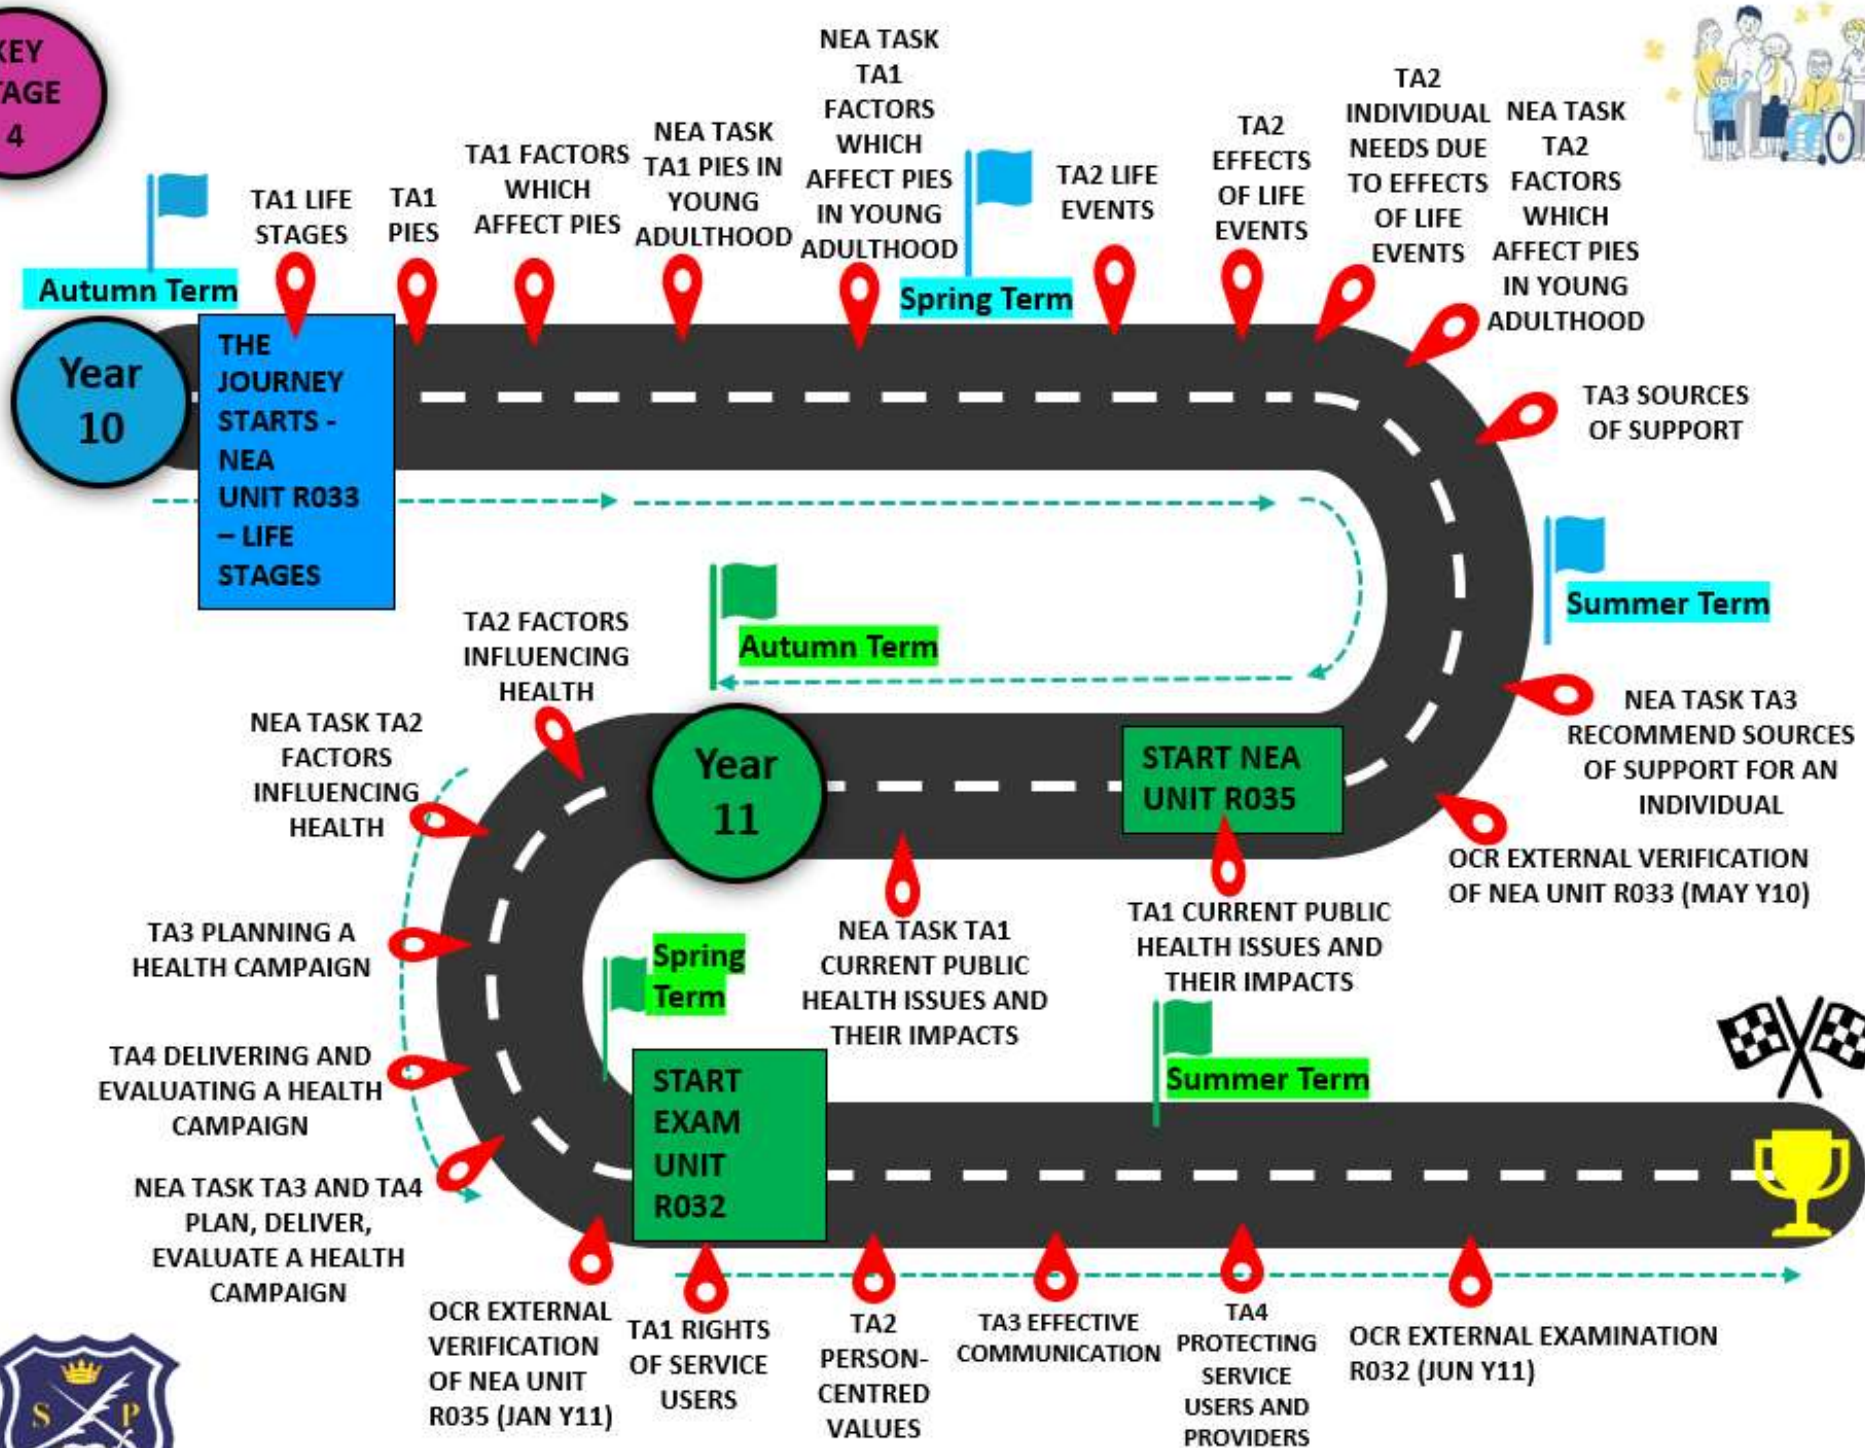 KEY
STAGE
4
Autumn Term
Year
10
THE
JOURNEY
STARTS -
NEA
UNIT R033
– LIFE
STAGES
TA1 LIFE
STAGES
TA1
PIES
TA1 FACTORS
WHICH
AFFECT PIES
NEA TASK
TA1 PIES IN
YOUNG
ADULTHOOD
NEA TASK
TA1
FACTORS
WHICH
AFFECT PIES
IN YOUNG
ADULTHOOD
Spring Term
TA2 LIFE
EVENTS
TA2
EFFECTS
OF LIFE
EVENTS
TA2
INDIVIDUAL
NEEDS DUE
TO EFFECTS
OF LIFE
EVENTS
NEA TASK
TA2
FACTORS
WHICH
AFFECT PIES
IN YOUNG
ADULTHOOD
TA3 SOURCES
OF SUPPORT
Summer Term
NEA TASK TA3
RECOMMEND SOURCES
OF SUPPORT FOR AN
INDIVIDUAL
OCR EXTERNAL VERIFICATION
OF NEA UNIT R033 (MAY Y10)
START NEA
UNIT R035
TA1 CURRENT PUBLIC
HEALTH ISSUES AND
THEIR IMPACTS
NEA TASK TA1
CURRENT PUBLIC
HEALTH ISSUES AND
THEIR IMPACTS
Autumn Term
Year
11
TA2 FACTORS
INFLUENCING
HEALTH
NEA TASK TA2
FACTORS
INFLUENCING
HEALTH
TA3 PLANNING A
HEALTH CAMPAIGN
TA4 DELIVERING AND
EVALUATING A HEALTH
CAMPAIGN
NEA TASK TA3 AND TA4
PLAN, DELIVER,
EVALUATE A HEALTH
CAMPAIGN
OCR EXTERNAL
VERIFICATION
OF NEA UNIT
R035 (JAN Y11)
Spring
Term
START
EXAM
UNIT
R032
TA1 RIGHTS
OF SERVICE
USERS
TA2
PERSON-
CENTRED
VALUES
TA3 EFFECTIVE
COMMUNICATION
Summer Term
TA4
PROTECTING
SERVICE
USERS AND
PROVIDERS
OCR EXTERNAL EXAMINATION
R032 (JUN Y11)
S P